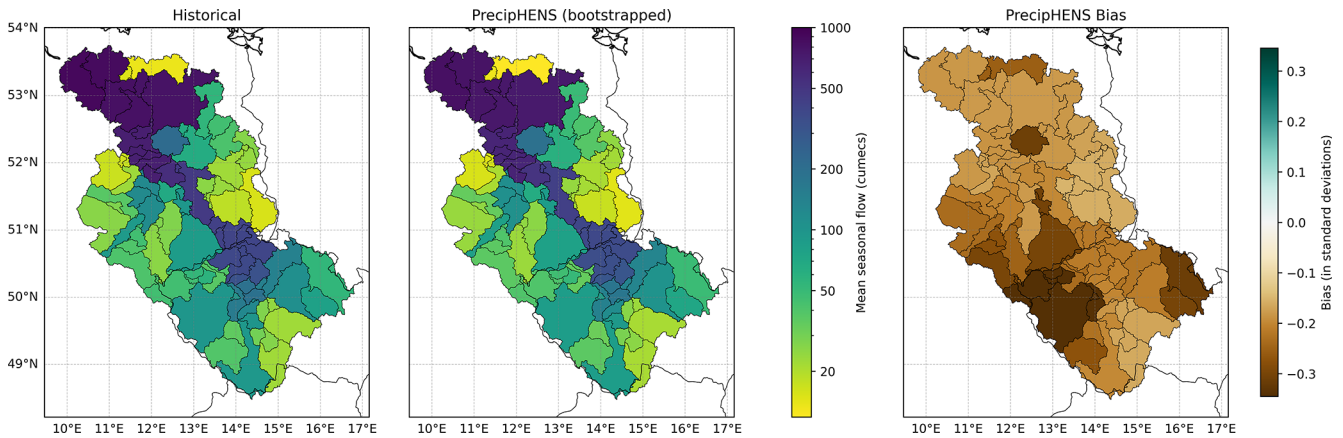 Historical
PrecipHENS (bootstrapped)
PrecipHENS Bias
54°N
53°N
52°N
51°N
50°N
49°N
10°E 11°E 12°E 13°E 14°E 15°E 16°E 17°E
10°E 11°E 12°E 13°E 14°E 15°E 16°E 17°E
1000
500
200
100
50
20
Mean seasonal flow (cumecs)
10°E 11°E 12°E 13°E 14°E 15°E 16°E 17°E
0.3
0.2
0.1
0.0
−0.1
−0.2
−0.3
Bias (in standard deviations)